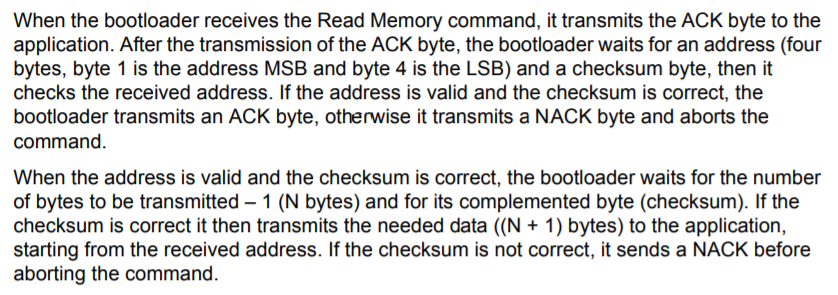 When the bootloader receives the Read Memory command, it transmits the ACK byte to the
application. After the transmission of the ACK byte, the bootloader waits for an address (four
bytes, byte 1 is the address MSB and byte 4 is the LSB) and a checksum byte, then it
checks the received address. If the address is valid and the checksum is correct, the
bootloader transmits an ACK byte, otherwise it transmits a NACK byte and aborts the
command.
When the address is valid and the checksum is correct, the bootloader waits for the number
of bytes to be transmitted – 1 (N bytes) and for its complemented byte (checksum). If the
checksum is correct it then transmits the needed data ((N + 1) bytes) to the application,
starting from the received address. If the checksum is not correct, it sends a NACK before
aborting the command.